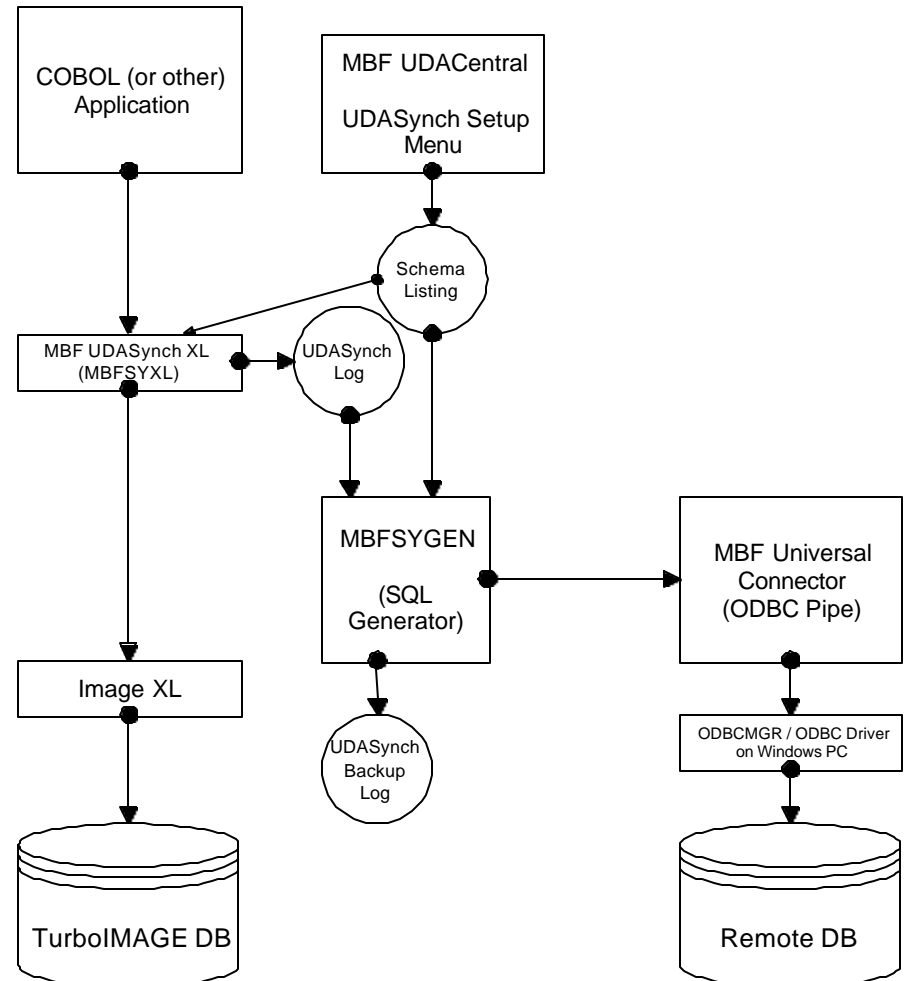 COBOL (or other)
Application
MBF UDACentral
UDASynch Setup
Menu
Schema
Listing
MBF UDASynch XL
(MBFSYXL)
UDASynch
Log
MBFSYGEN
(SQL
Generator)
MBF Universal
Connector
(ODBC Pipe)
Image XL
UDASynch
Backup
Log
ODBCMGR / ODBC Driver
on Windows PC
TurboIMAGE DB
Remote DB